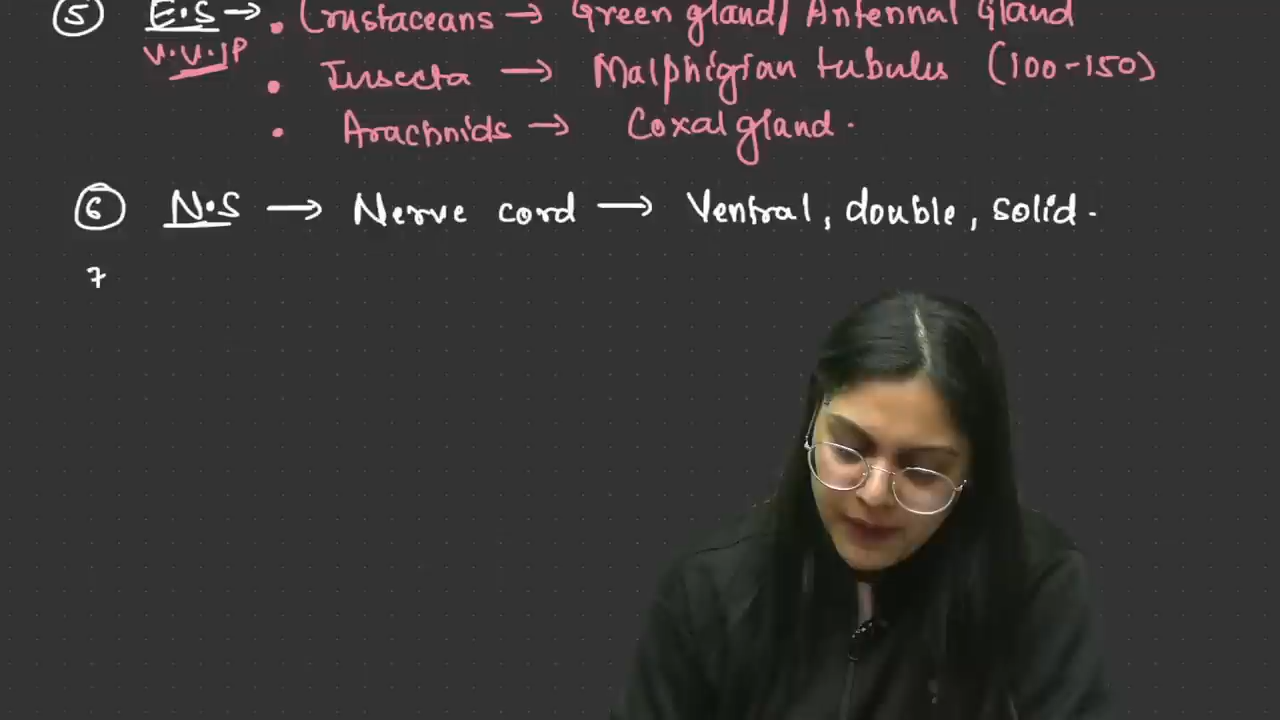 ⑤ E.S → • Crustaceans → Green gland/ Antennal Gland
V.V.IP
• Insecta → Malphigian tubules (100-150)
• Arachnids → Coxal gland.
⑥ N.S → Nerve cord → Ventral, double, solid.
7